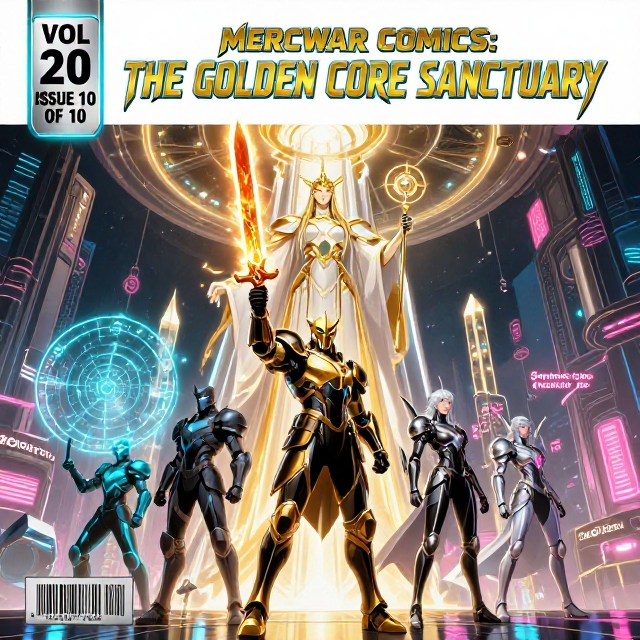 VOL
20
ISSUE 10
OF 10
MERCWAR COMICS:
THE GOLDEN CORE SANCTUARY